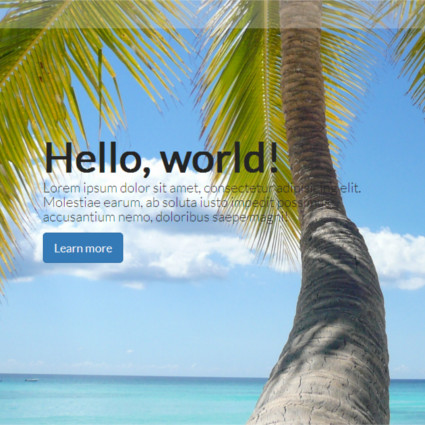 Hello, world!
Lorem ipsum dolor sit amet, consectetur adipisicing elit.
Molestiae earum, ab soluta iusto impedit possimus
accusantium nemo, doloribus saepe magni!
Learn more